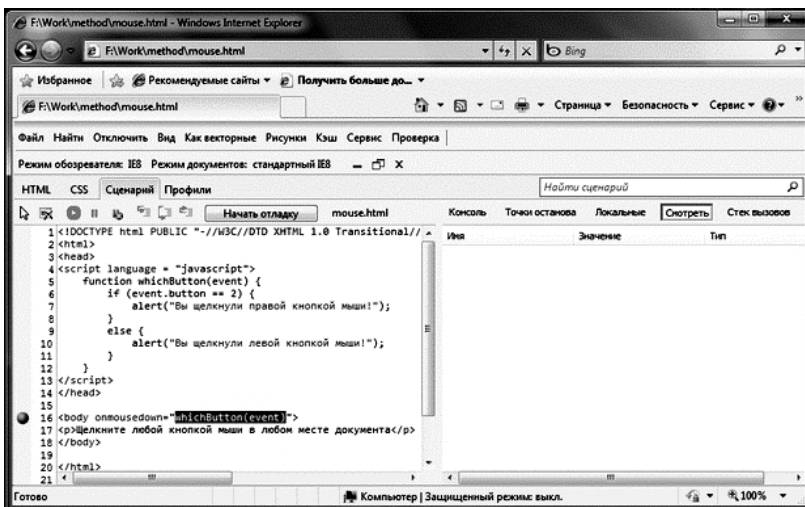 F:\Work\method\mouse.html - Windows Internet Explorer
F:\Work\method\mouse.html
Bing
Избранное Рекомендуемые сайты Получить больше до...
F:\Work\method\mouse.html Страница Безопасность Сервис
Файл Найти Отключить Вид Как векторные Рисунки Кэш Сервис Проверка
Режим обозревателя: IE8 Режим документов: стандартный IE8
HTML CSS Сценарий Профили Найти сценарий
Начать отладку mouse.html Консоль Точки останова Локальные Смотреть Стек вызовов
Имя Значение Тип
1 <!DOCTYPE html PUBLIC "-//W3C//DTD XHTML 1.0 Transitional//
2 <html>
3 <head>
4 <script language = "javascript">
5 function whichButton(event) {
6 if (event.button == 2) {
7 alert("Вы щелкнули правой кнопкой мыши!");
8 }
9 else {
10 alert("Вы щелкнули левой кнопкой мыши!");
11 }
12 }
13 </script>
14 </head>
15
16 <body onmousedown="whichButton(event)">
17 <p>Щелкните любой кнопкой мыши в любом месте документа</p>
18 </body>
19
20 </html>
21
Готово Компьютер | Защищенный режим: выкл. 100%